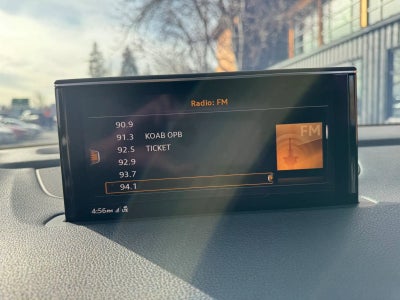 Radio: FM
90.9
91.3 KOAB OPB
92.5 TICKET
92.9
93.7
94.1
FM
4:56